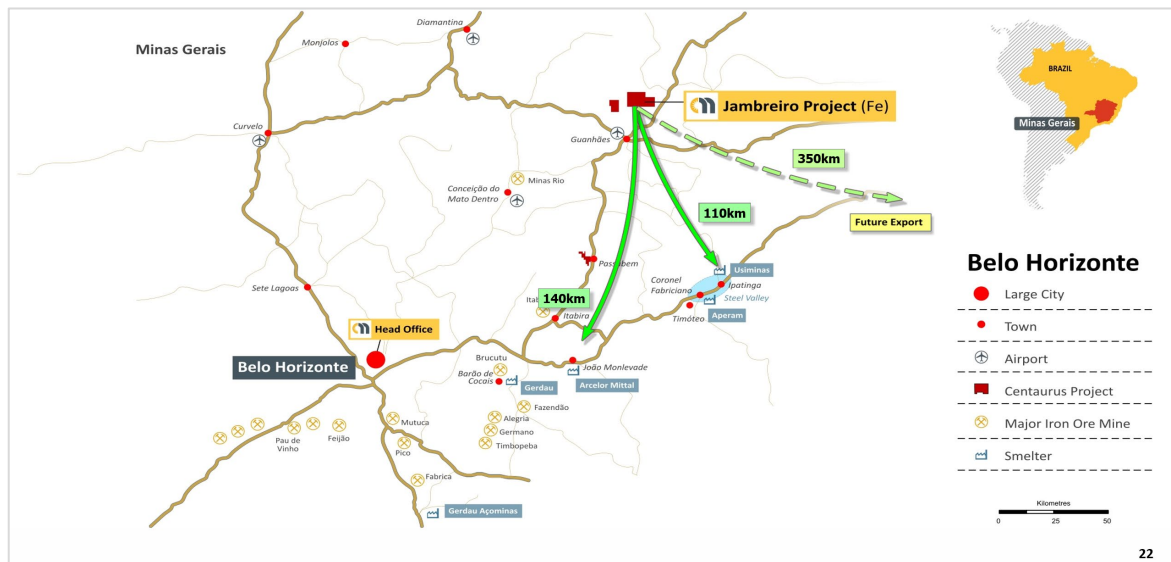 Minas Gerais
Diamantina
Monjolos
BRAZIL
Minas Gerais
Jambreiro Project (Fe)
Curvelo
Guanhães
350km
Minas Rio
Conceição do
Mato Dentro
110km
Future Export
Passabem
Usiminas
Coronel
Fabriciano
Ipatinga
Steel Valley
Sete Lagoas
140km
Itabira
Timóteo
Aperam
Head Office
Belo Horizonte
Brucutu
Barão de
Cocais
Gerdau
João Monlevade
Arcelor Mittal
Fazendão
Mutuca
Alegria
Germano
Timbopeba
Pau de
Vinho
Feijão
Pico
Fabrica
Gerdau Açominas
Belo Horizonte
Large City
Town
Airport
Centaurus Project
Major Iron Ore Mine
Smelter
Kilometres
0 25 50
22